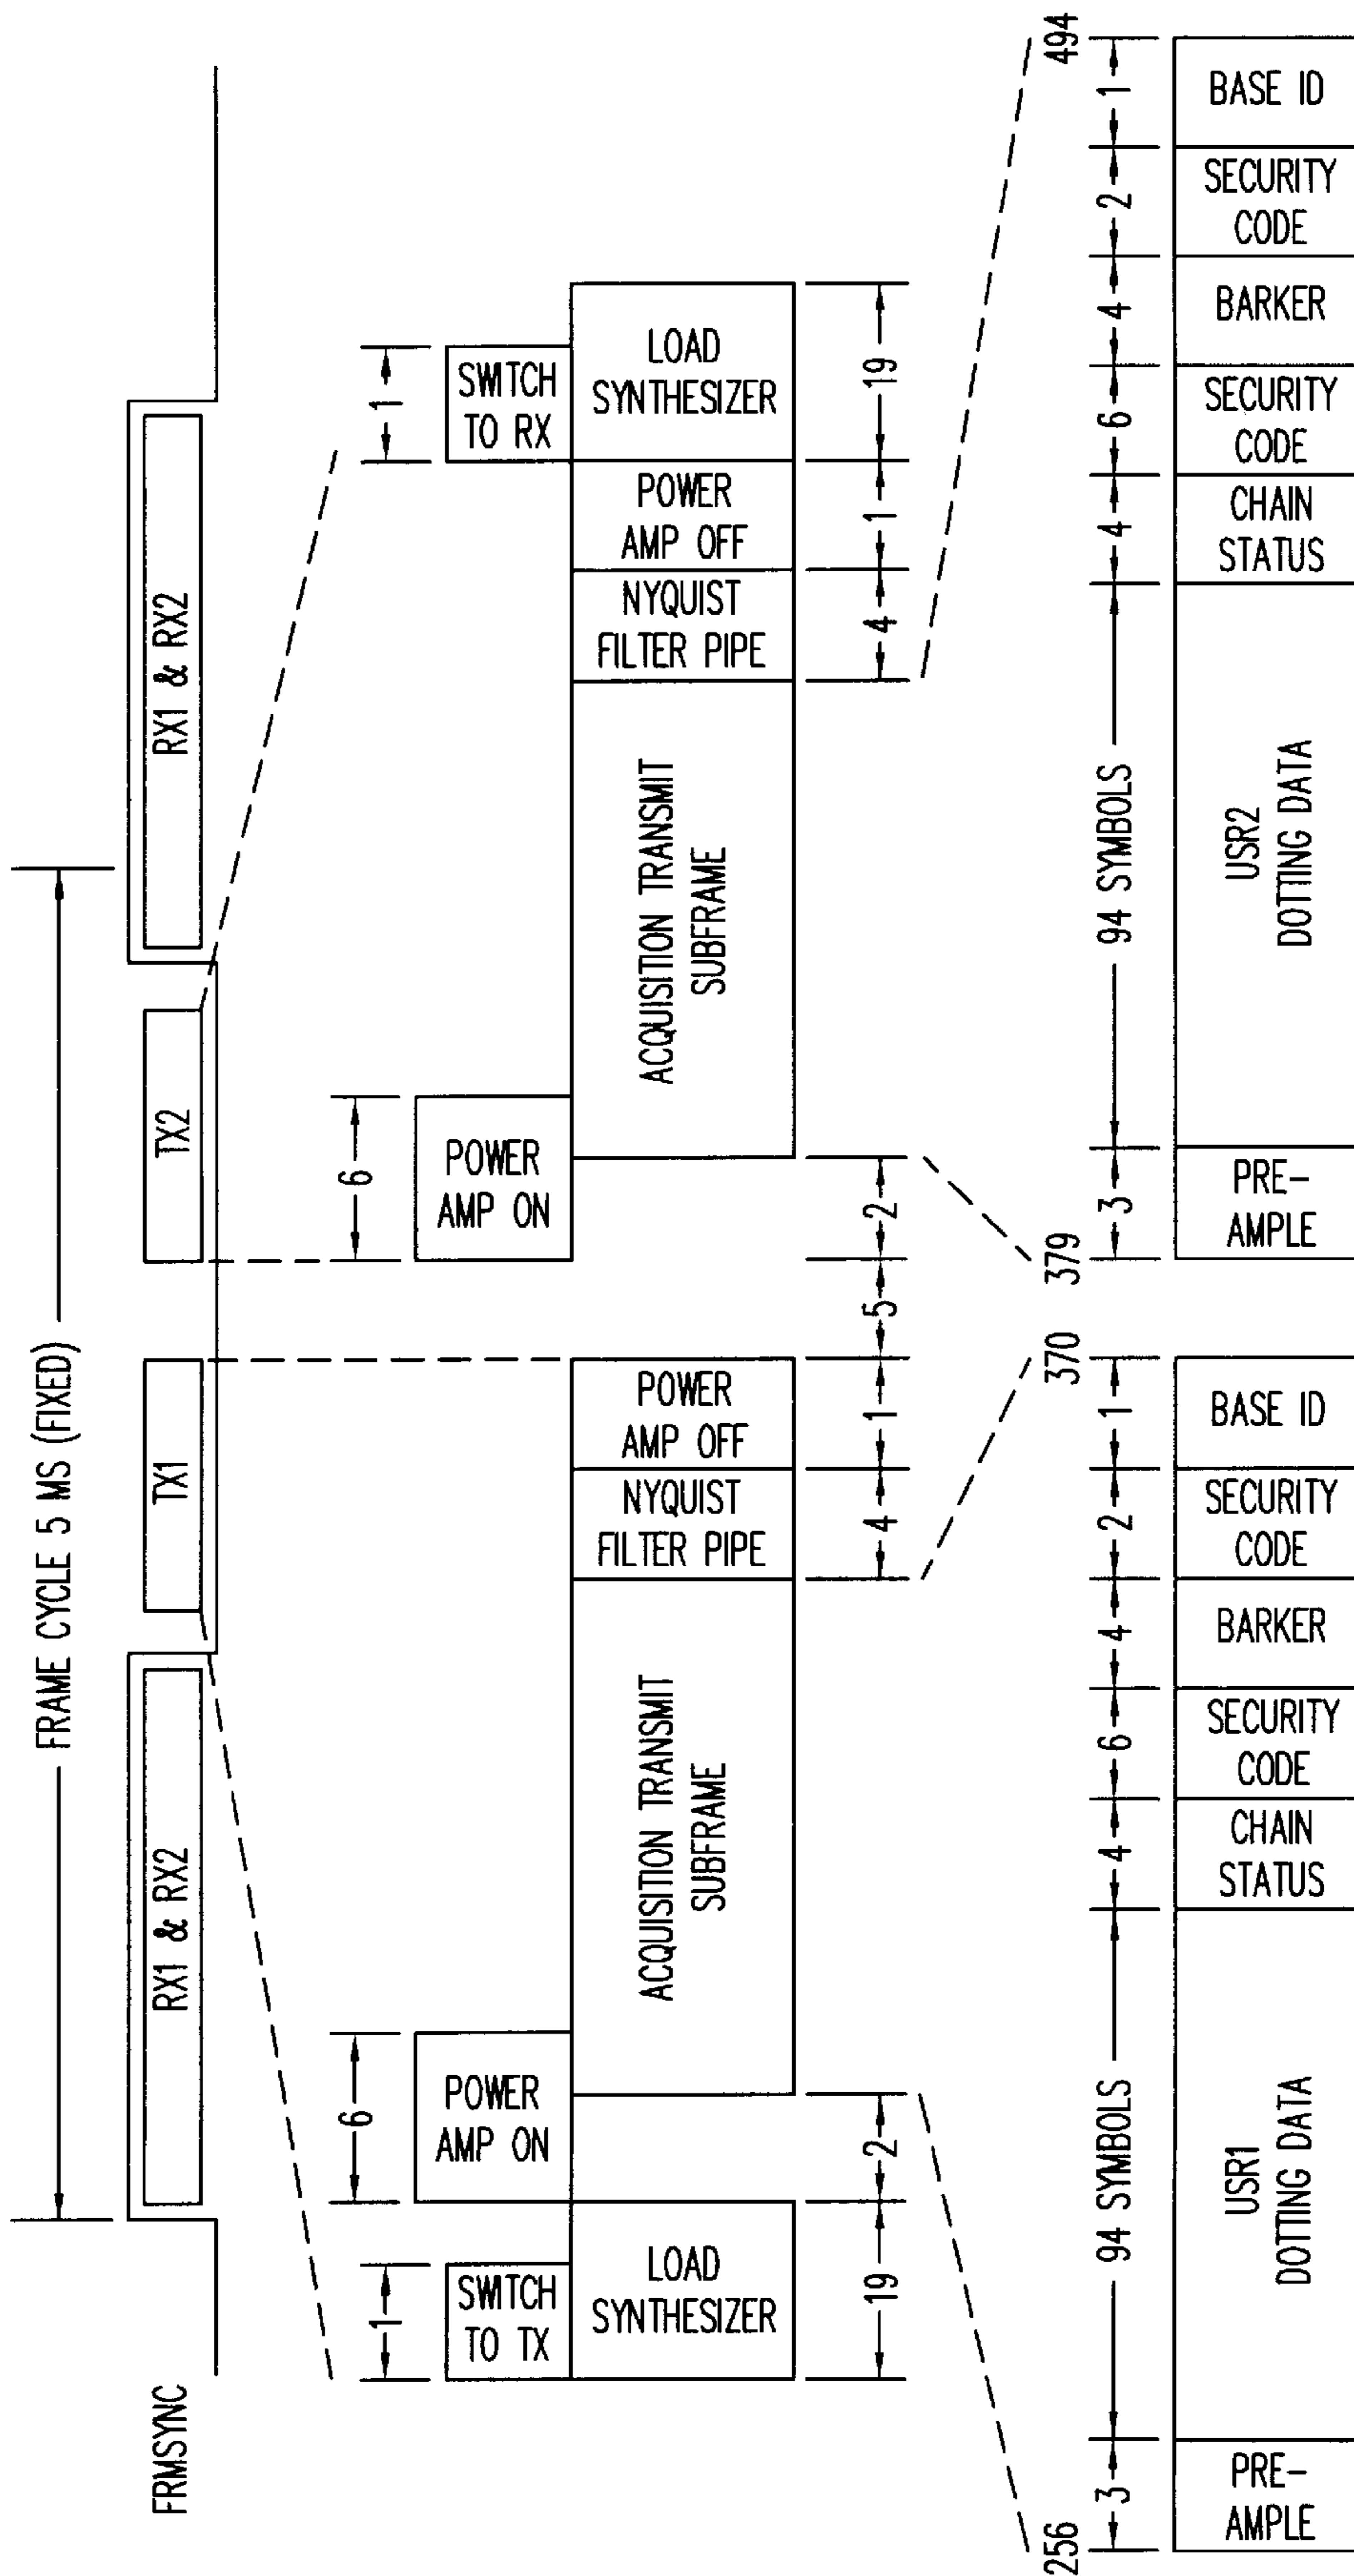 FRAME CYCLE 5 MS (FIXED)
FRMSYNC
RX1 & RX2
TX1
TX2
RX1 & RX2
1
6
6
1
SWITCH
TO TX
POWER
AMP ON
POWER
AMP ON
SWITCH
TO RX
LOAD
SYNTHESIZER
ACQUISITION TRANSMIT
SUBFRAME
NYQUIST
FILTER PIPE
POWER
AMP OFF
ACQUISITION TRANSMIT
SUBFRAME
NYQUIST
FILTER PIPE
POWER
AMP OFF
LOAD
SYNTHESIZER
19
2
4
1
5
2
4
1
19
256
370
379
494
3
94 SYMBOLS
4
6
4
2
1
3
94 SYMBOLS
4
6
4
2
1
PRE-
AMPLE
USR1
DOTTING DATA
CHAIN
STATUS
SECURITY
CODE
BARKER
SECURITY
CODE
BASE ID
PRE-
AMPLE
USR2
DOTTING DATA
CHAIN
STATUS
SECURITY
CODE
BARKER
SECURITY
CODE
BASE ID